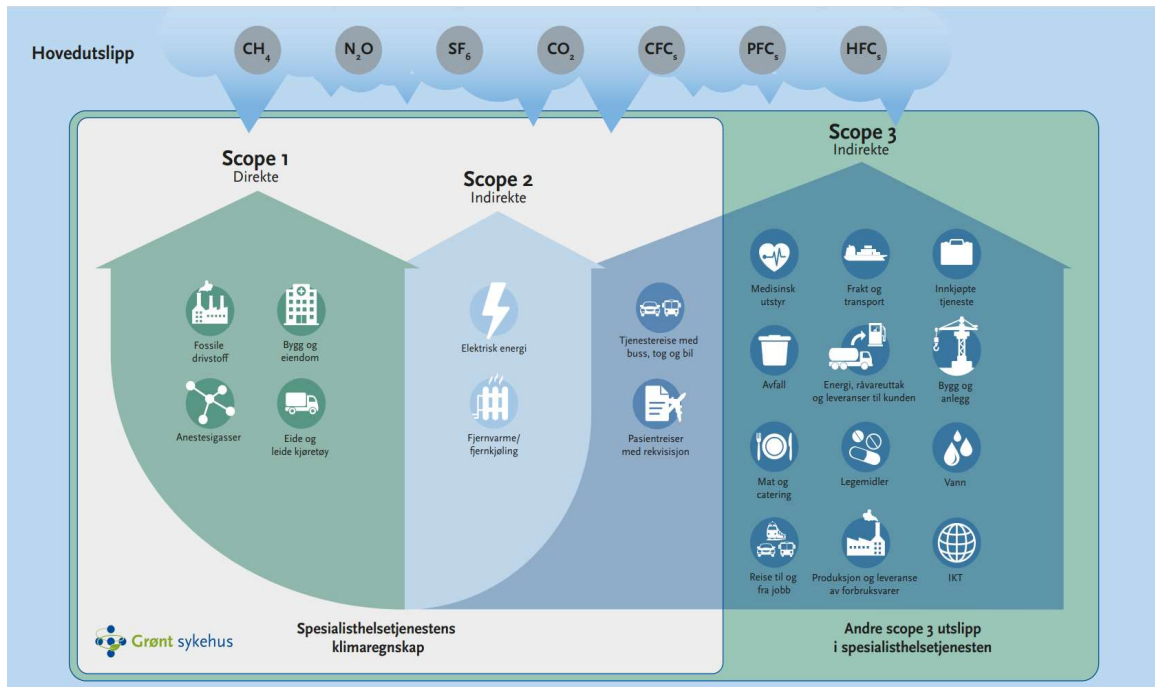 Hovedutslipp
CH₄
N₂O
SF₆
CO₂
CFCₛ
PFCₛ
HFCₛ
Scope 1
Direkte
Scope 2
Indirekte
Scope 3
Indirekte
Fossile
drivstoff
Bygg og
eiendom
Anestesigasser
Eide og
leide kjøretøy
Elektrisk energi
Fjernvarme/
fjernkjøling
Tjenestereise med
buss, tog og bil
Pasientreiser
med rekvisisjon
Medisinsk
utstyr
Frakt og
transport
Innkjøpte
tjeneste
Avfall
Energi, råvareuttak
og leveranser til kunden
Bygg og
anlegg
Mat og
catering
Legemidler
Vann
Reise til og
fra jobb
Produksjon og leveranse
av forbruksvarer
IKT
Grønt sykehus
Spesialisthelsetjenestens
klimaregnskap
Andre scope 3 utslipp
i spesialisthelsetjenesten